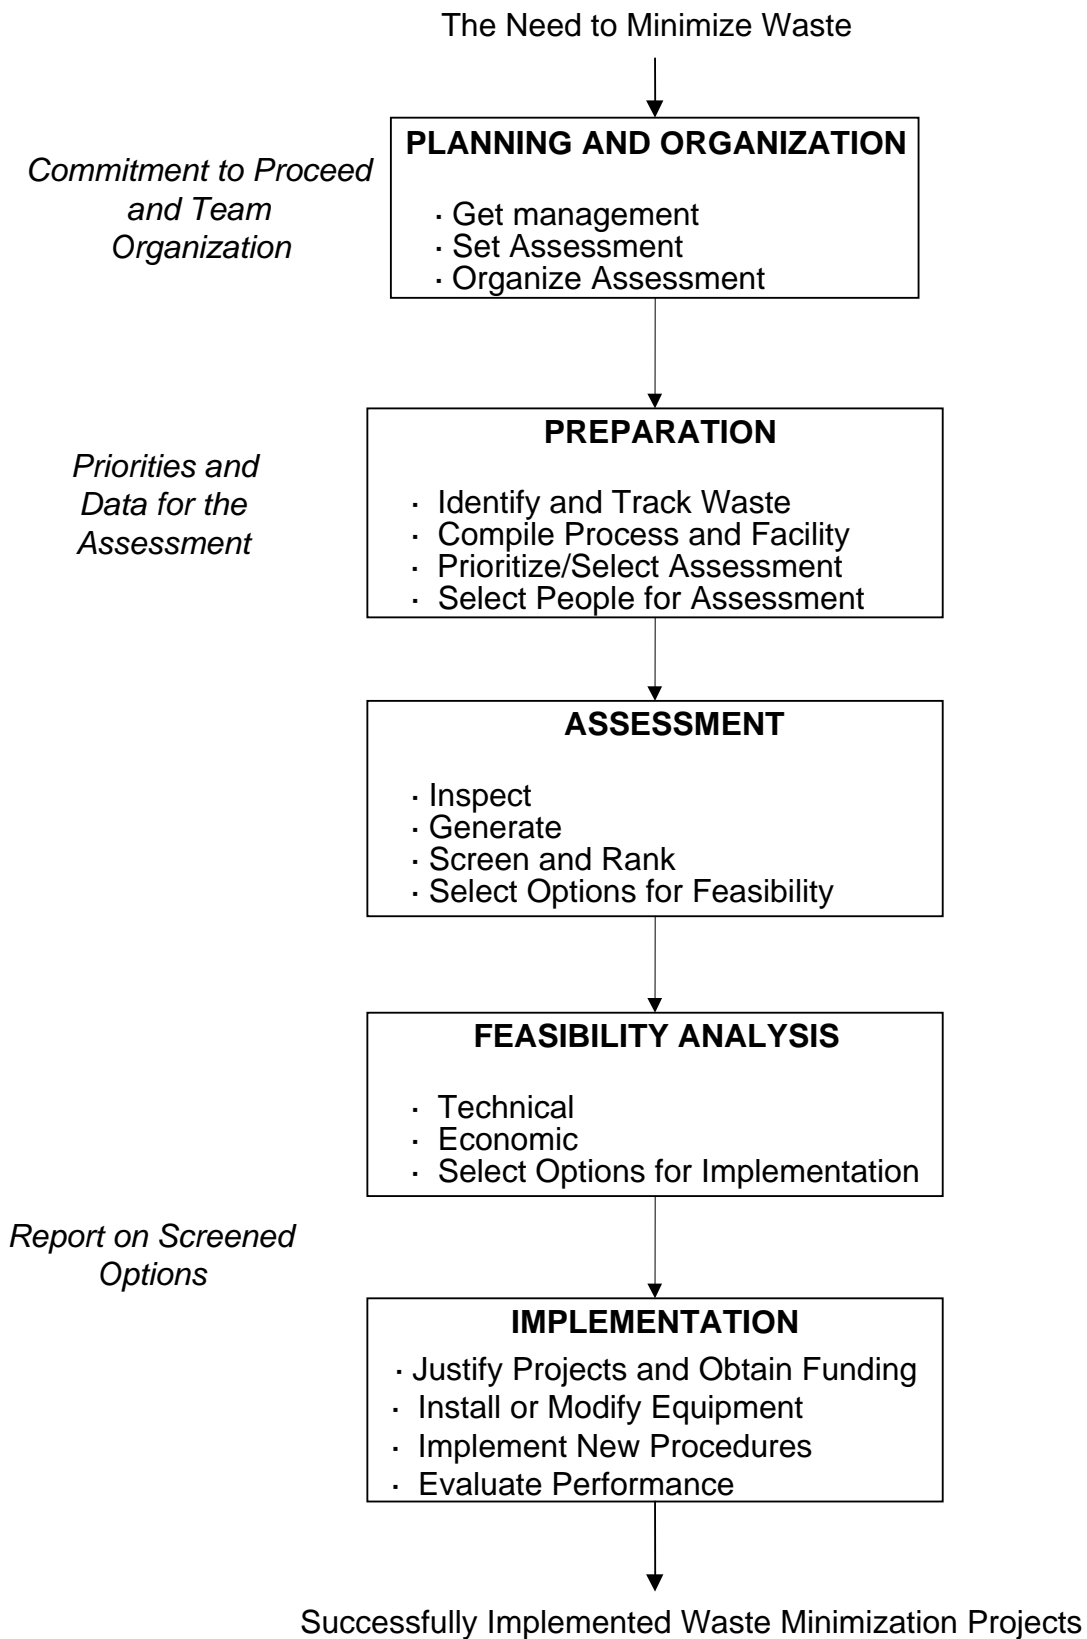 The Need to Minimize Waste
PLANNING AND ORGANIZATION
Commitment to Proceed
and Team
Organization
· Get management
· Set Assessment
· Organize Assessment
PREPARATION
Priorities and
Data for the
Assessment
· Identify and Track Waste
· Compile Process and Facility
· Prioritize/Select Assessment
· Select People for Assessment
ASSESSMENT
· Inspect
· Generate
· Screen and Rank
· Select Options for Feasibility
FEASIBILITY ANALYSIS
· Technical
· Economic
· Select Options for Implementation
Report on Screened
Options
IMPLEMENTATION
· Justify Projects and Obtain Funding
· Install or Modify Equipment
· Implement New Procedures
· Evaluate Performance
Successfully Implemented Waste Minimization Projects